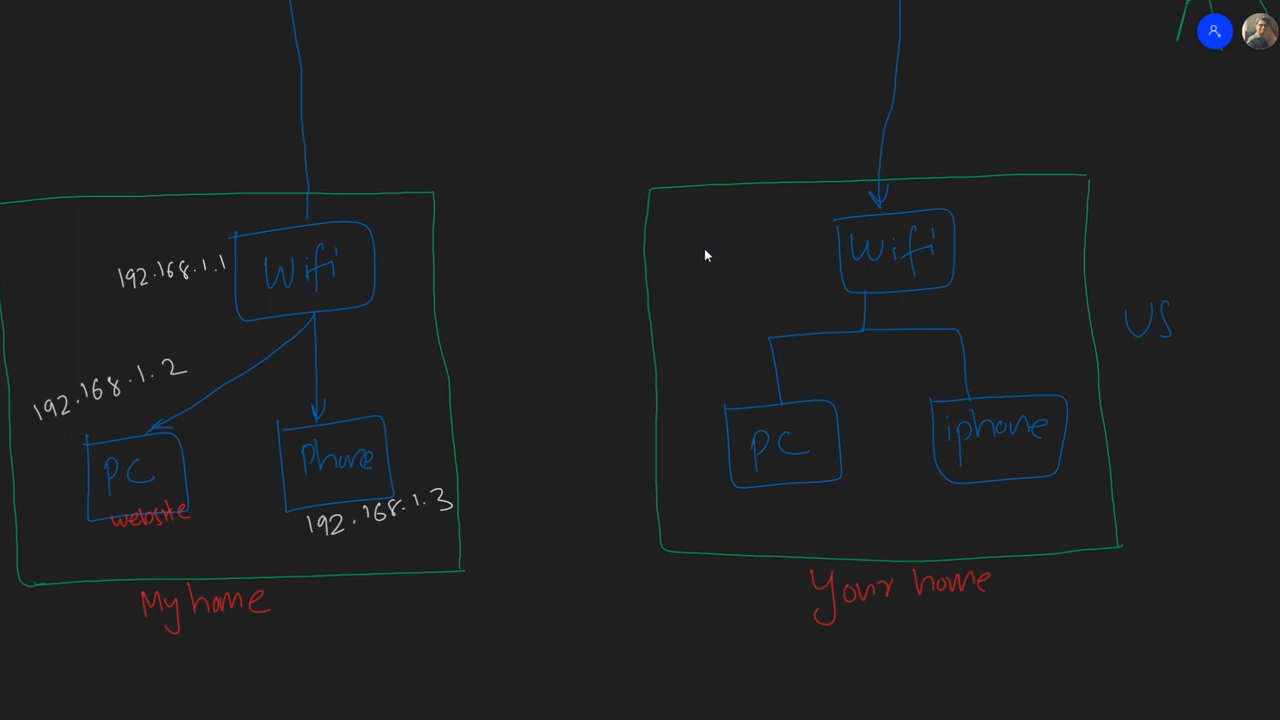 192.168.1.1
Wifi
192.168.1.2
PC
website
Phone
192.168.1.3
My home
Wifi
PC
iphone
US
Your home